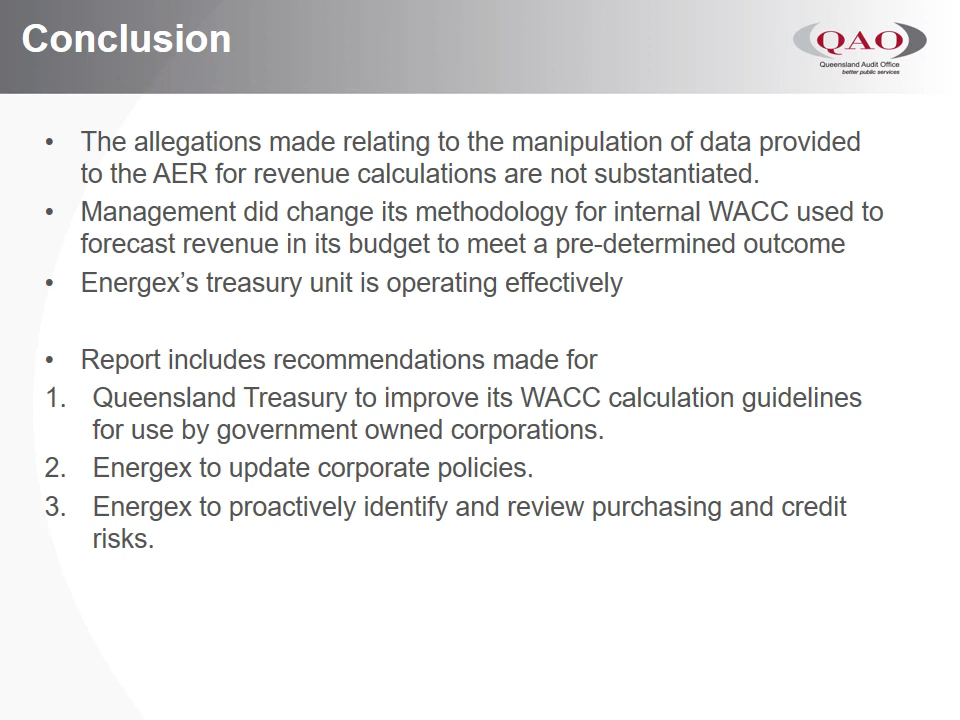 Conclusion
QAO
Queensland Audit Office
better public services
• The allegations made relating to the manipulation of data provided
to the AER for revenue calculations are not substantiated.
• Management did change its methodology for internal WACC used to
forecast revenue in its budget to meet a pre-determined outcome
• Energex’s treasury unit is operating effectively
• Report includes recommendations made for
1. Queensland Treasury to improve its WACC calculation guidelines
for use by government owned corporations.
2. Energex to update corporate policies.
3. Energex to proactively identify and review purchasing and credit
risks.